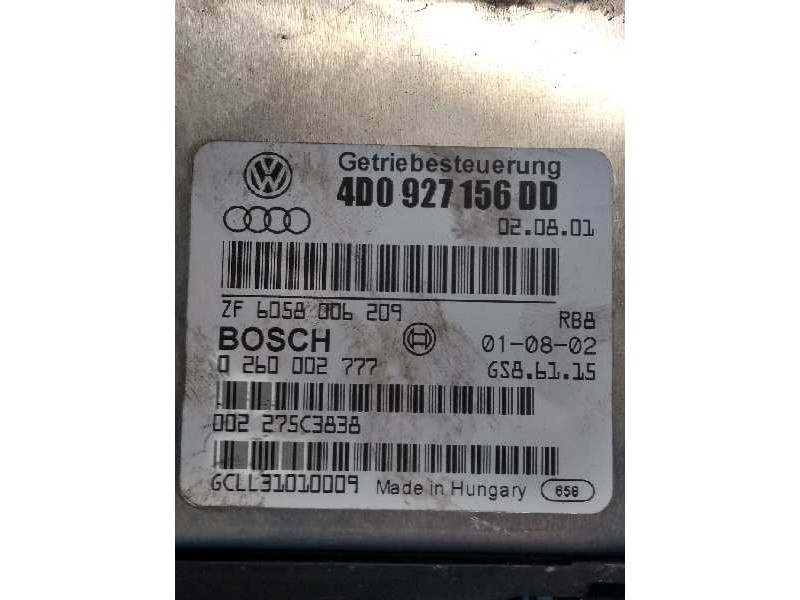 Getriebesteuerung
4D0 927 156 DD
02.08.01
ZF 6058 006 209
RB8
BOSCH
01-08-02
0 260 002 777
GS8.61.15
002 275C3838
GCLL31010009
Made in Hungary
658